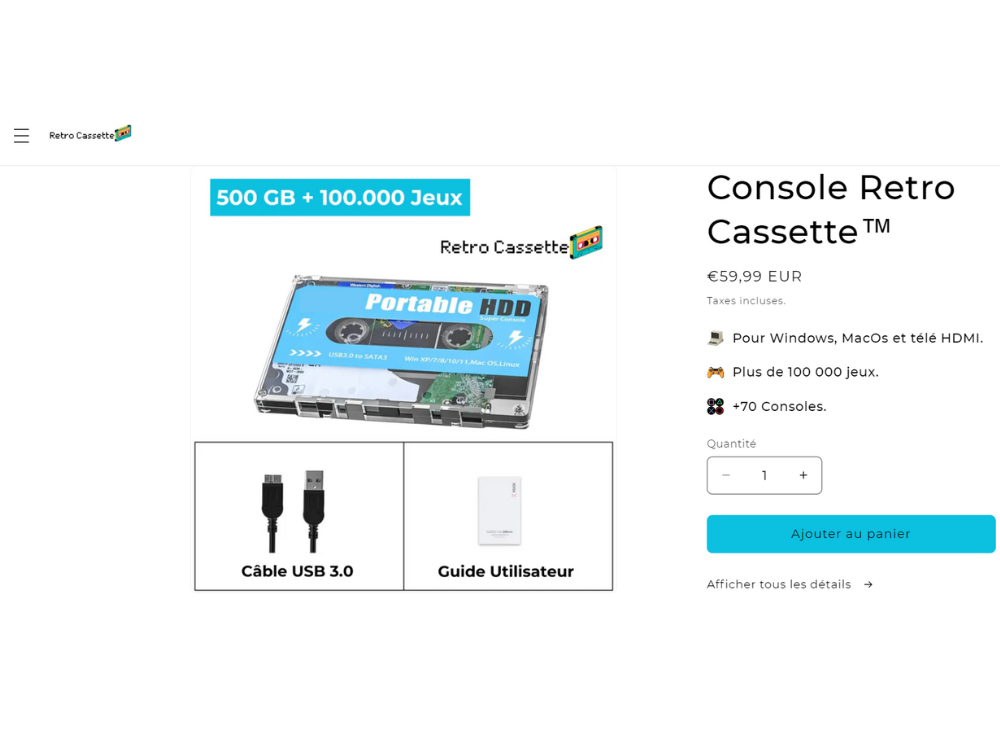 Retro Cassette
500 GB + 100.000 Jeux
Retro Cassette
Western Digital
Portable HDD
Super Console
USB3.0 to SATA3
Win XP/7/8/10/11.Mac OS,Linux
Câble USB 3.0
Guide Utilisateur
Console Retro
Cassette™
€59,99 EUR
Taxes incluses.
Pour Windows, MacOs et télé HDMI.
Plus de 100 000 jeux.
+70 Consoles.
Quantité
− 1 +
Ajouter au panier
Afficher tous les détails →